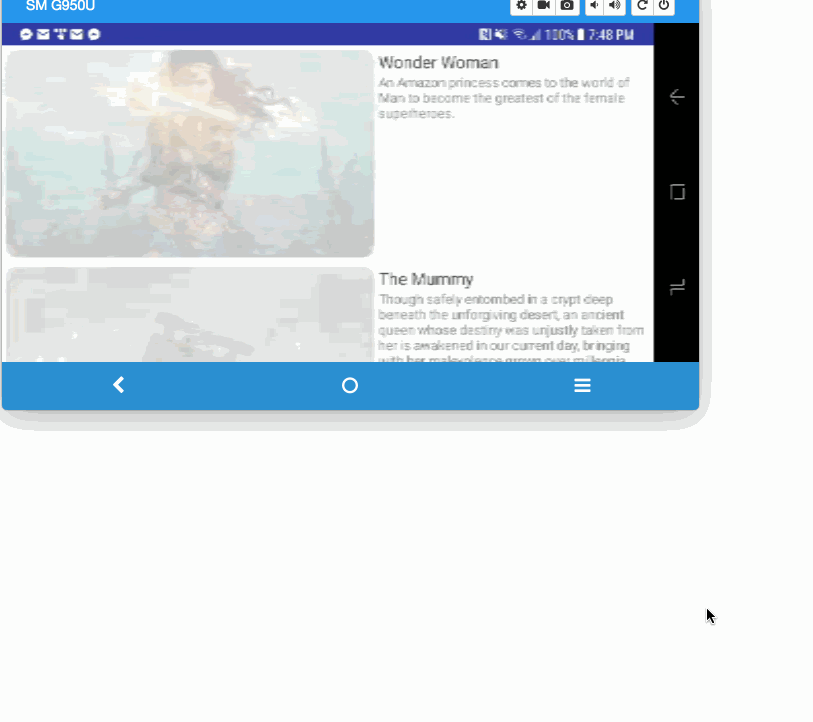 SM G950U
100% 7:48 PM
Wonder Woman
An Amazon princess comes to the world of
Man to become the greatest of the female
superheroes.
The Mummy
Though safely entombed in a crypt deep
beneath the unforgiving desert, an ancient
queen whose destiny was unjustly taken from
her is awakened in our current day, bringing
with her malevolence grown over millennia